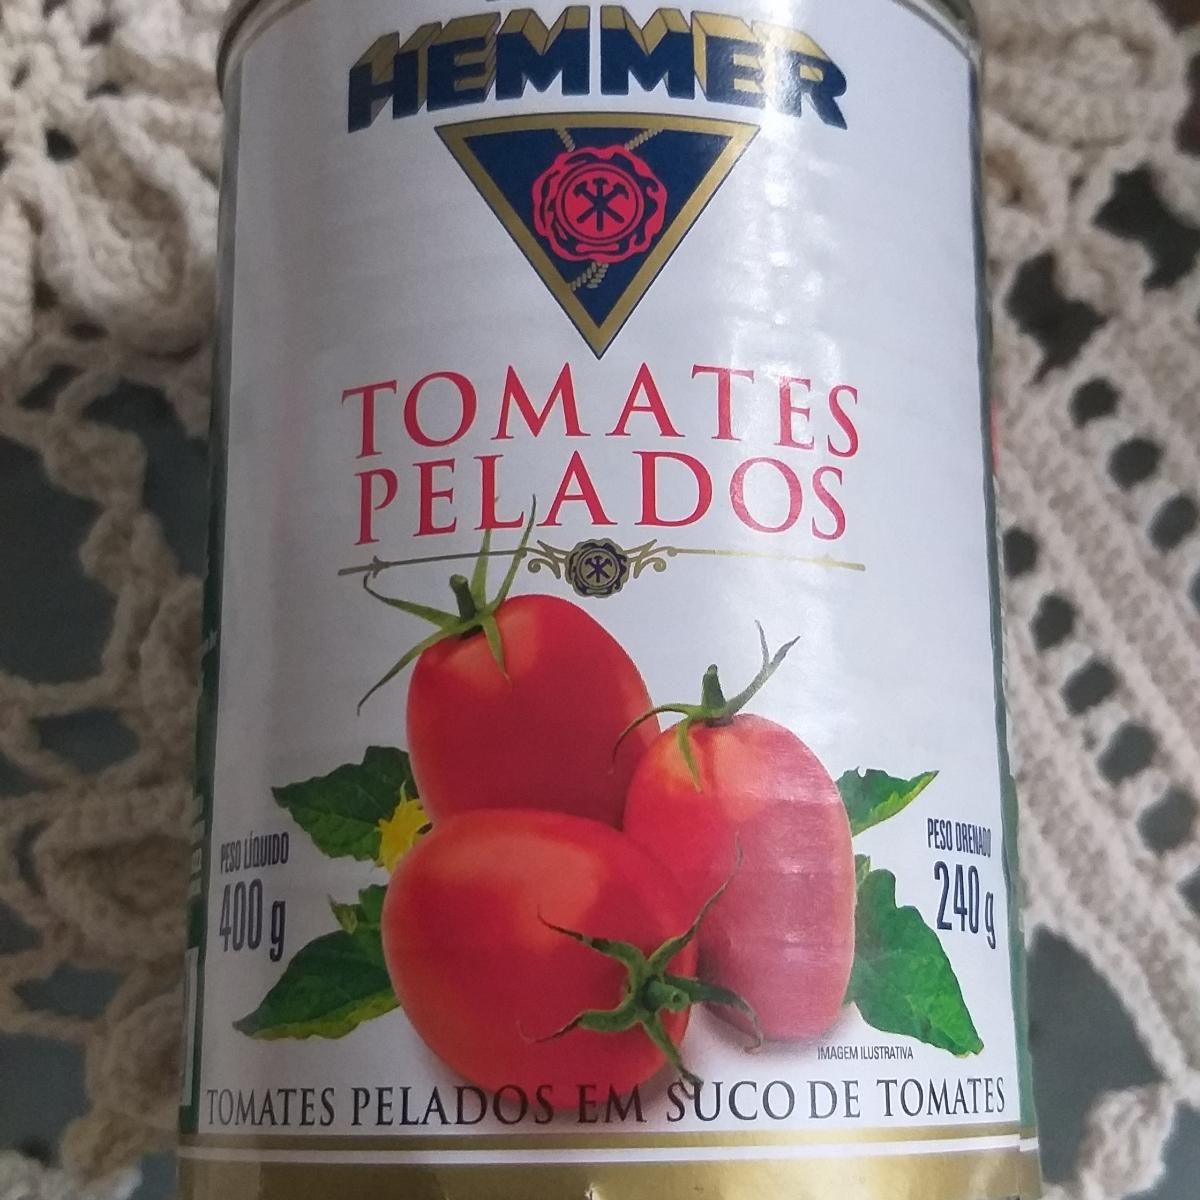 HEMMER
TOMATES
PELADOS
PESO LÍQUIDO
400 g
PESO DRENADO
240 g
IMAGEM ILUSTRATIVA
TOMATES PELADOS EM SUCO DE TOMATES